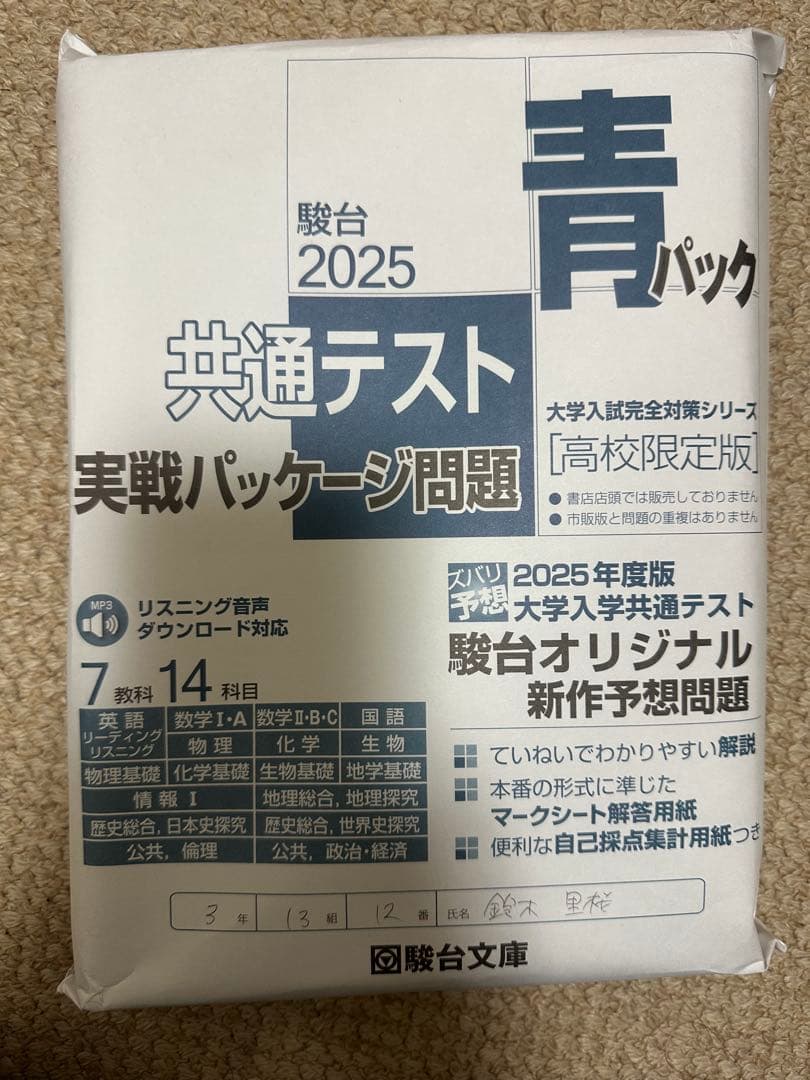 青パック
駿台
2025
共通テスト
実戦パッケージ問題
大学入試完全対策シリーズ
[高校限定版]
● 書店店頭では販売しておりません
● 市販版と問題の重複はありません
MP3
リスニング音声
ダウンロード対応
7教科14科目
英語
リーディング
リスニング
数学Ⅰ・A
数学Ⅱ・B・C
国語
物理
化学
生物
物理基礎
化学基礎
生物基礎
地学基礎
情報Ⅰ
地理総合, 地理探究
歴史総合, 日本史探究
歴史総合, 世界史探究
公共, 倫理
公共, 政治・経済
ズバリ
予想
2025年度版
大学入学共通テスト
駿台オリジナル
新作予想問題
ていねいでわかりやすい解説
本番の形式に準じた
マークシート解答用紙
便利な自己採点集計用紙つき
3年 13組 12番 氏名 鈴木 里桜
駿台文庫